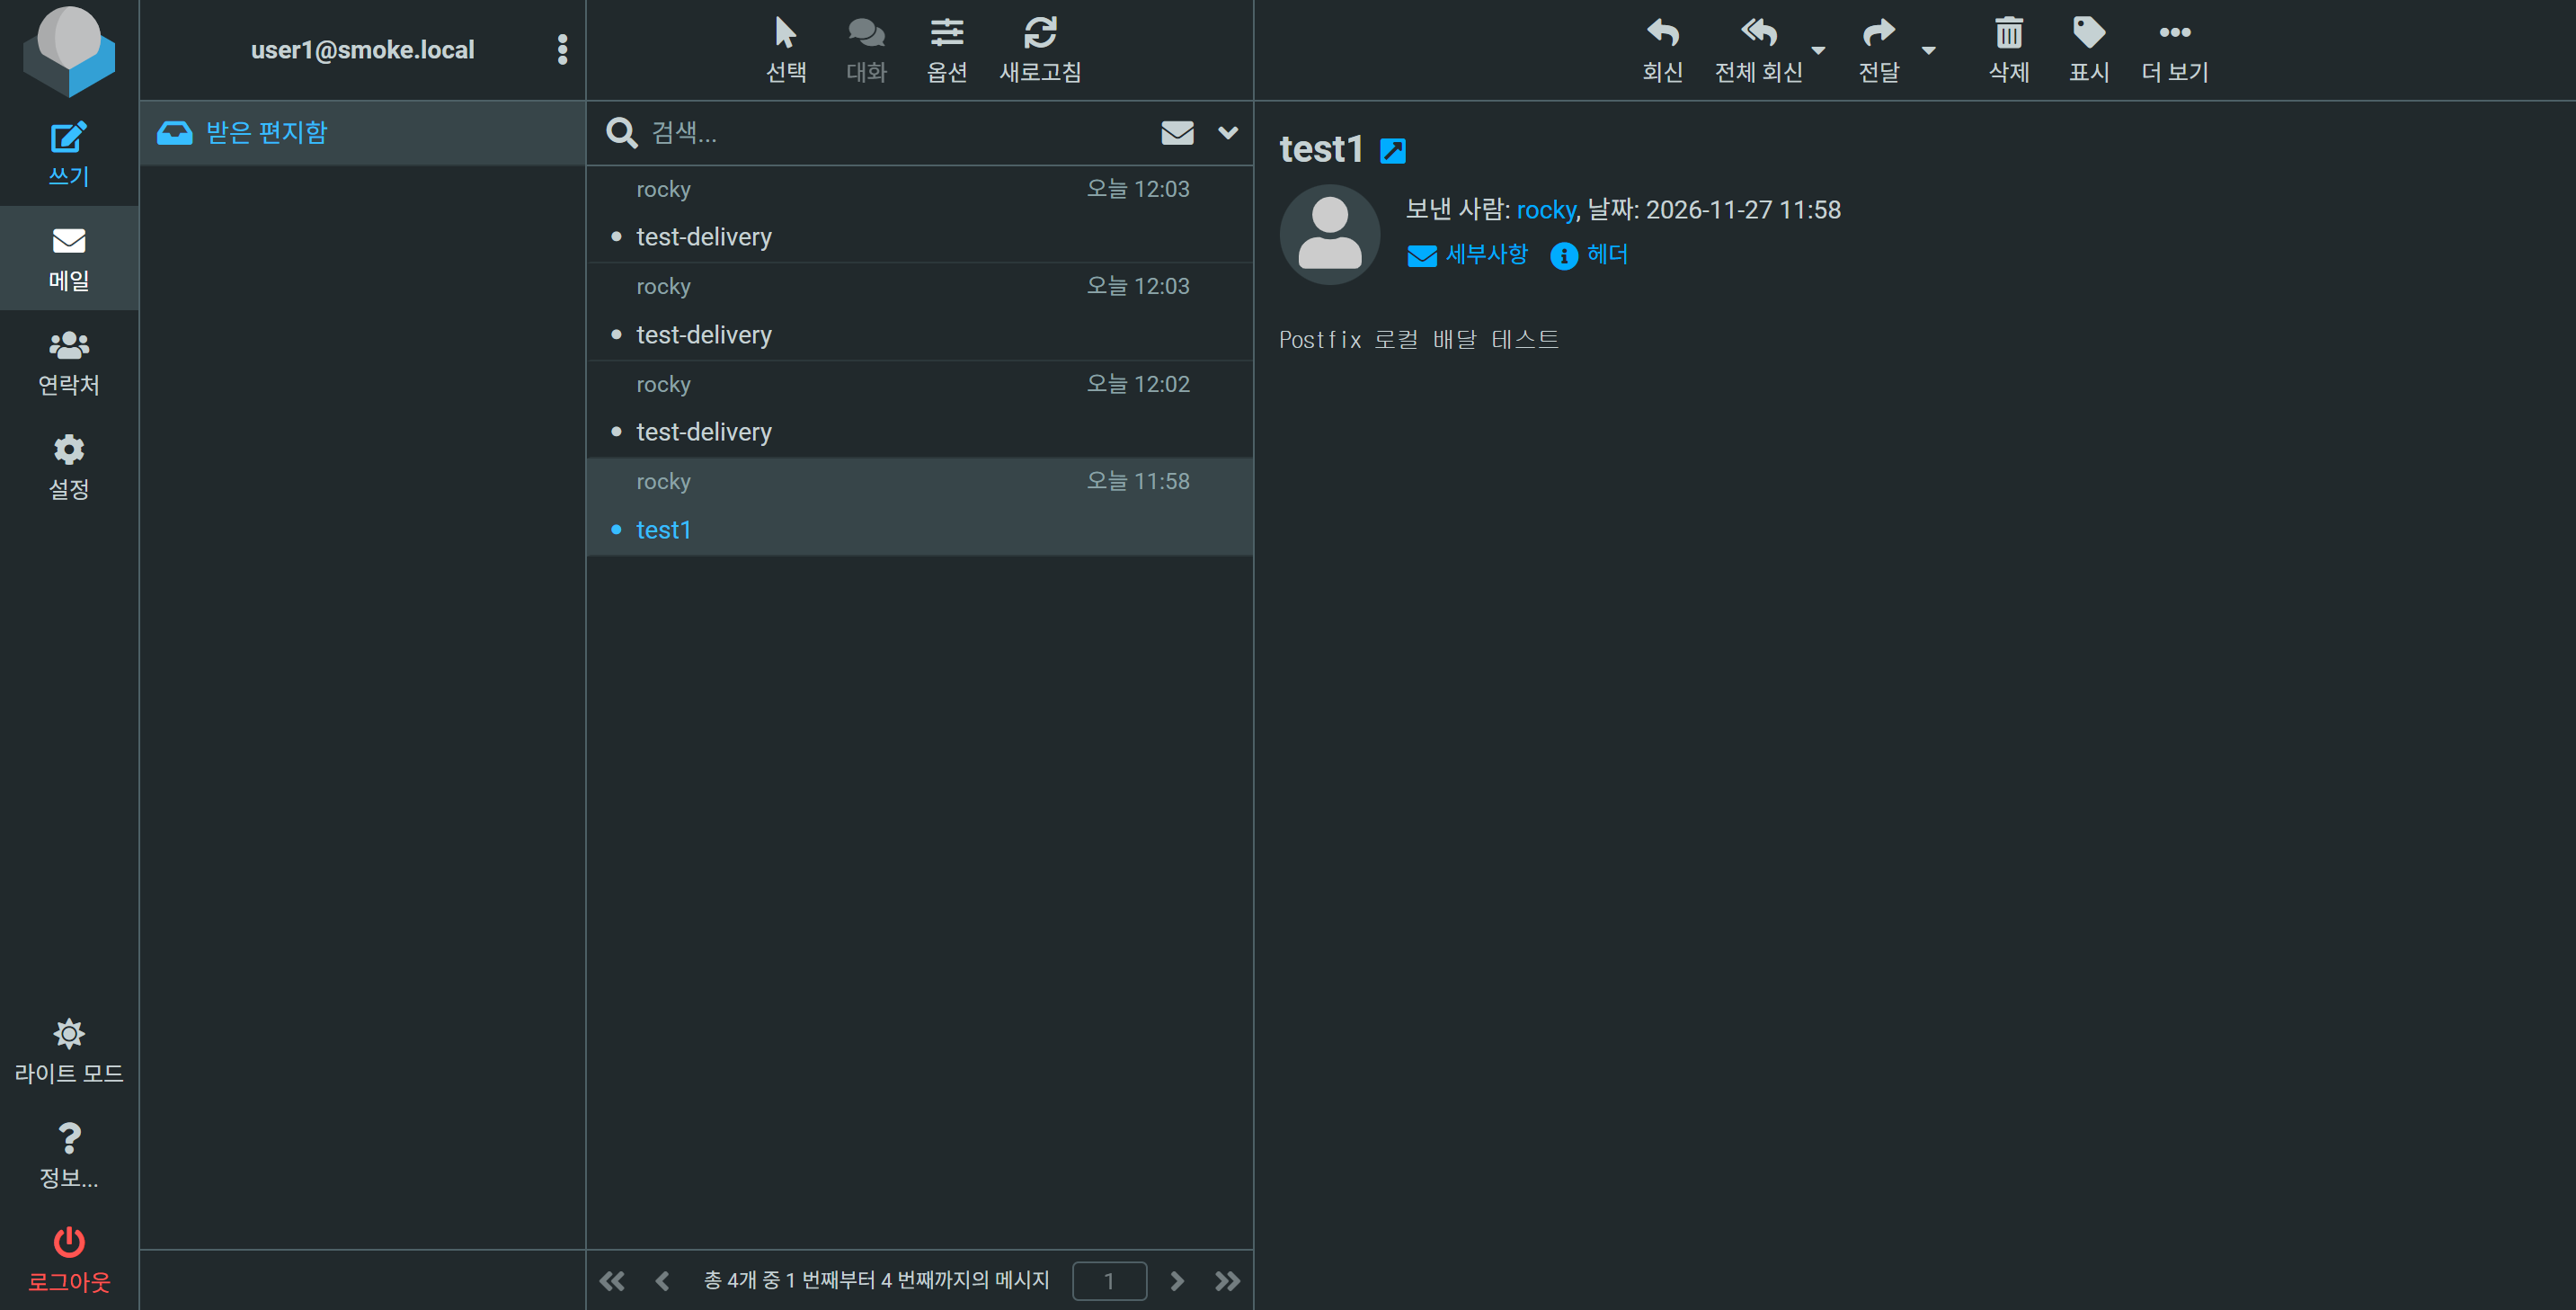 쓰기
메일
연락처
설정
라이트 모드
정보...
로그아웃
user1@smoke.local
받은 편지함
선택
대화
옵션
새로고침
검색...
rocky 오늘 12:03
test-delivery
rocky 오늘 12:03
test-delivery
rocky 오늘 12:02
test-delivery
rocky 오늘 11:58
test1
총 4개 중 1 번째부터 4 번째까지의 메시지 1
회신
전체 회신
전달
삭제
표시
더 보기
test1
보낸 사람: rocky, 날짜: 2026-11-27 11:58
세부사항 헤더
Postfix 로컬 배달 테스트